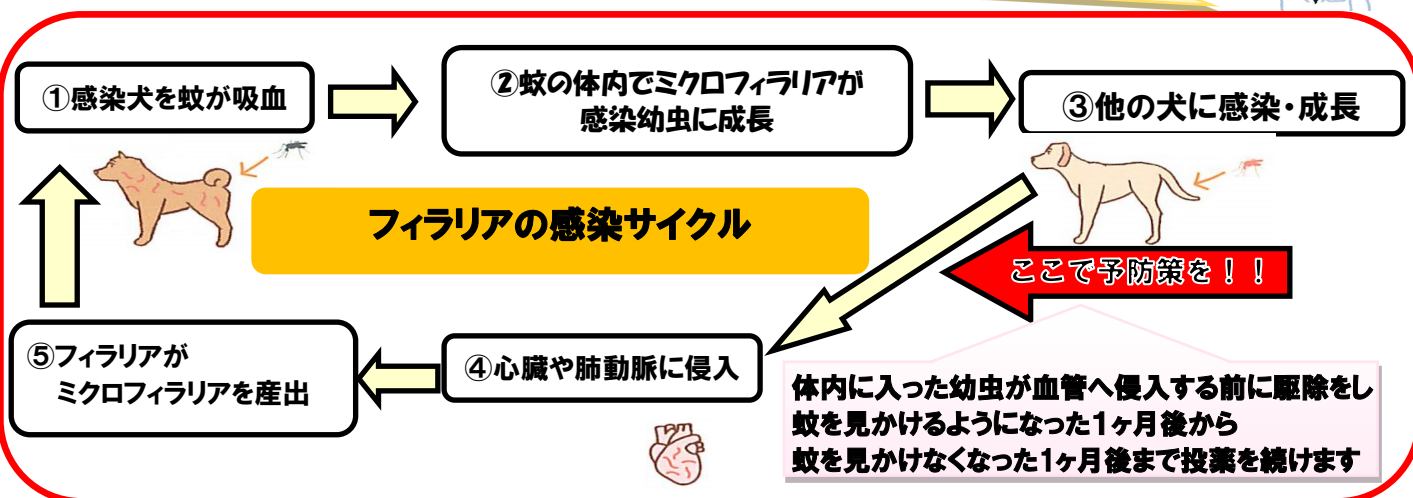 ①感染犬を蚊が吸血
②蚊の体内でミクロフィラリアが
感染幼虫に成長
③他の犬に感染・成長
フィラリアの感染サイクル
ここで予防策を！！
⑤フィラリアが
ミクロフィラリアを産出
④心臓や肺動脈に侵入
体内に入った幼虫が血管へ侵入する前に駆除をし
蚊を見かけるようになった1ヶ月後から
蚊を見かけなくなった1ヶ月後まで投薬を続けます